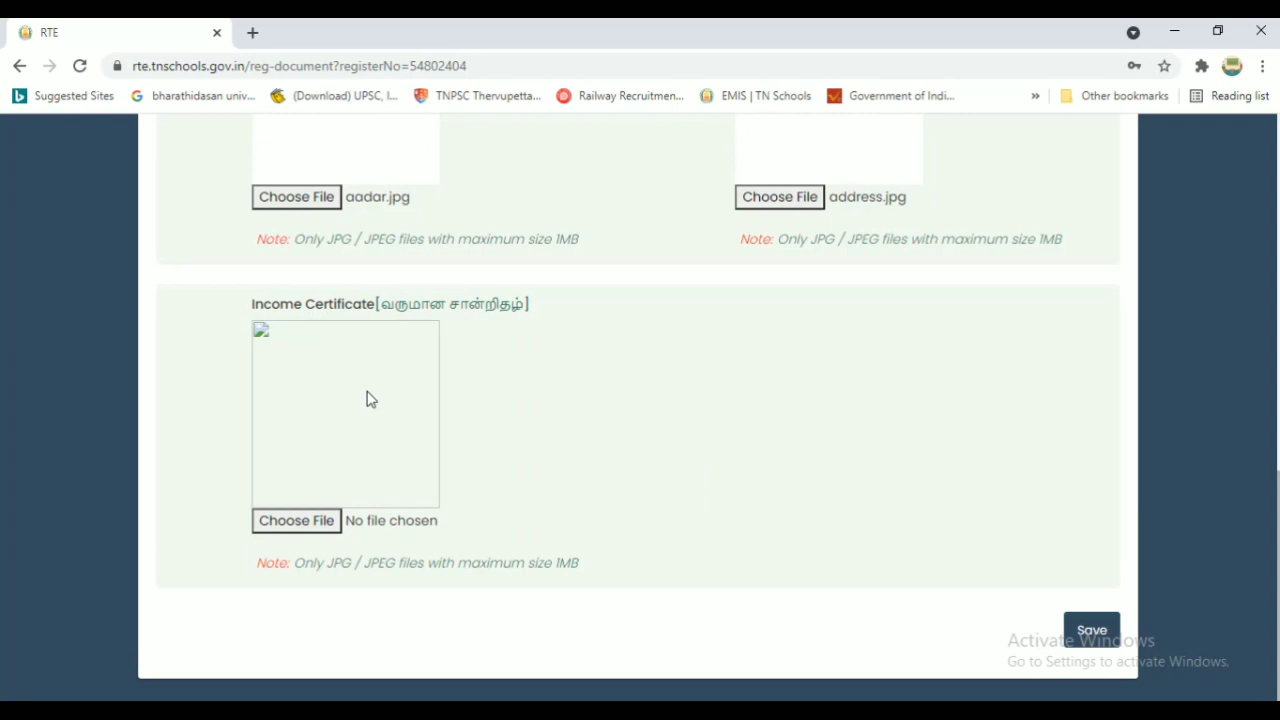 RTE
rte.tnschools.gov.in/reg-document?registerNo=54802404
Suggested Sites bharathidasan univ... (Download) UPSC, I... TNPSC Thervupetta... Railway Recruitmen... EMIS | TN Schools Government of Indi... » Other bookmarks Reading list
Choose File aadar.jpg Choose File address.jpg
Note: Only JPG / JPEG files with maximum size 1MB Note: Only JPG / JPEG files with maximum size 1MB
Income Certificate[வருமான சான்றிதழ்]
Choose File No file chosen
Note: Only JPG / JPEG files with maximum size 1MB
Save
Activate Windows
Go to Settings to activate Windows.